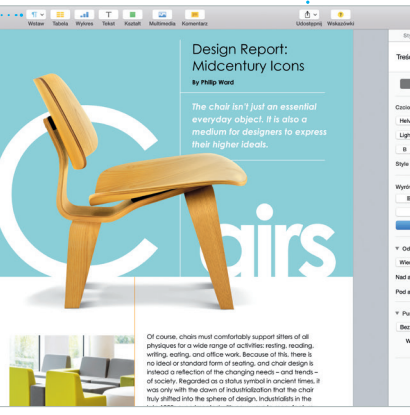 Wstaw Tabela Wykres Tekst Kształt Multimedia Komentarz Udostępnij Wskazówki
Design Report:
Midcentury Icons
By Philip Ward
The chair isn't just an essential
everyday object. It is also a
medium for designers to express
their higher ideals.
Chairs
Of course, chairs must comfortably support sitters of all
physiques for a wide range of activities: resting, reading,
writing, eating, and office work. Because of this, there is
no ideal or standard form of seating, and chair design is
instead a reflection of the changing needs – and trends –
of society. Regarded as a status symbol in ancient times, it
was only with the dawn of industrialization that the chair
truly shifted into the sphere of design. Industrialists in the
Treść
Czcio
Helv
Ligh
B
Style
Wyró
Od
Wie
Nad a
Pod a
Pu
Bez
W